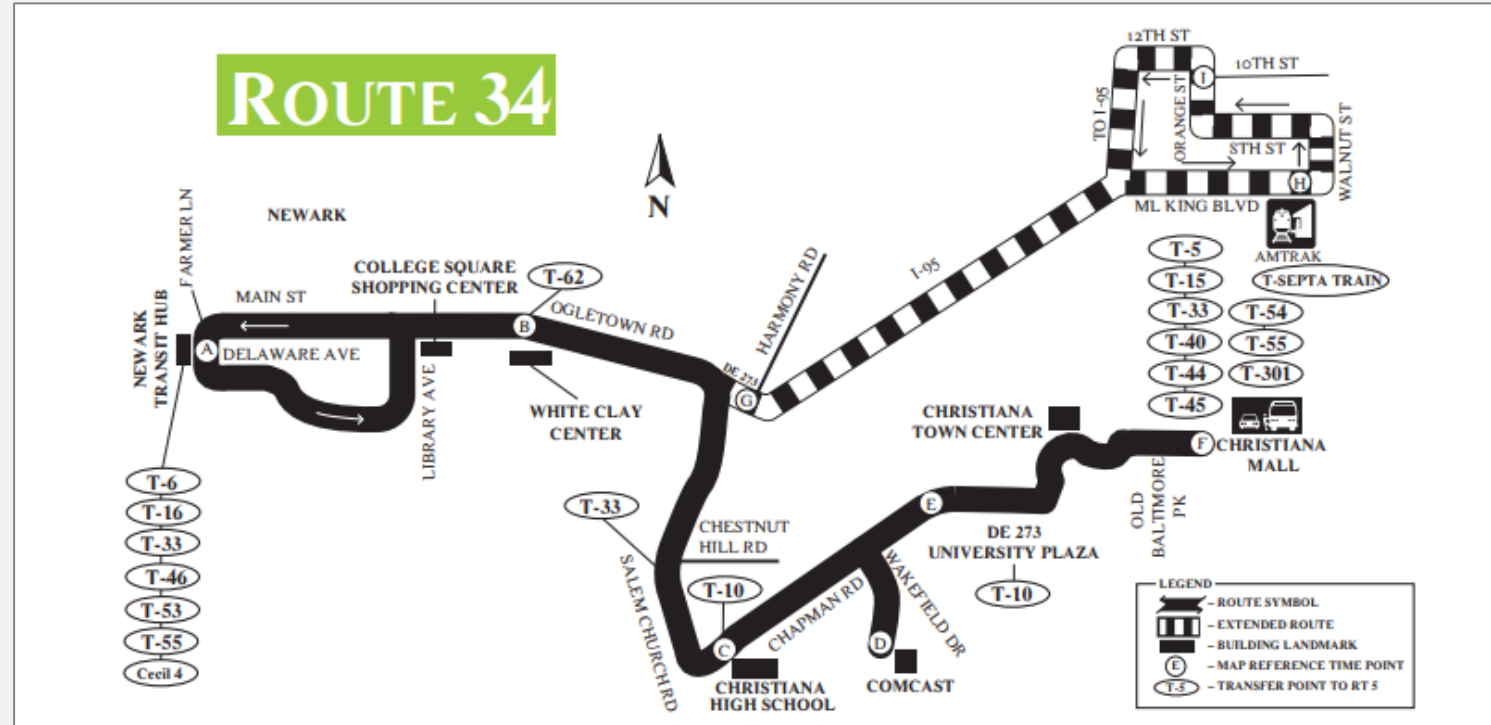 ROUTE 34
N
12TH ST
10TH ST
I
TO I-95
ORANGE ST
5TH ST
WALNUT ST
H
ML KING BLVD
AMTRAK
T-SEPTA TRAIN
T-5
T-15
T-33
T-40
T-44
T-45
T-54
T-55
T-301
CHRISTIANA
MALL
F
I-95
HARMONY RD
DE 273
G
NEWARK
FARMER LN
MAIN ST
NEWARK
TRANSIT HUB
A
DELAWARE AVE
COLLEGE SQUARE
SHOPPING CENTER
LIBRARY AVE
T-62
B
OGLETOWN RD
WHITE CLAY
CENTER
T-6
T-16
T-33
T-46
T-53
T-55
Cecil 4
T-33
CHESTNUT
HILL RD
SALEM CHURCH RD
T-10
C
CHRISTIANA
HIGH SCHOOL
CHAPMAN RD
WAKEFIELD DR
D
COMCAST
E
DE 273
UNIVERSITY PLAZA
T-10
CHRISTIANA
TOWN CENTER
OLD
BALTIMORE
PK
LEGEND
– ROUTE SYMBOL
– EXTENDED ROUTE
– BUILDING LANDMARK
E – MAP REFERENCE TIME POINT
T-5 – TRANSFER POINT TO RT 5